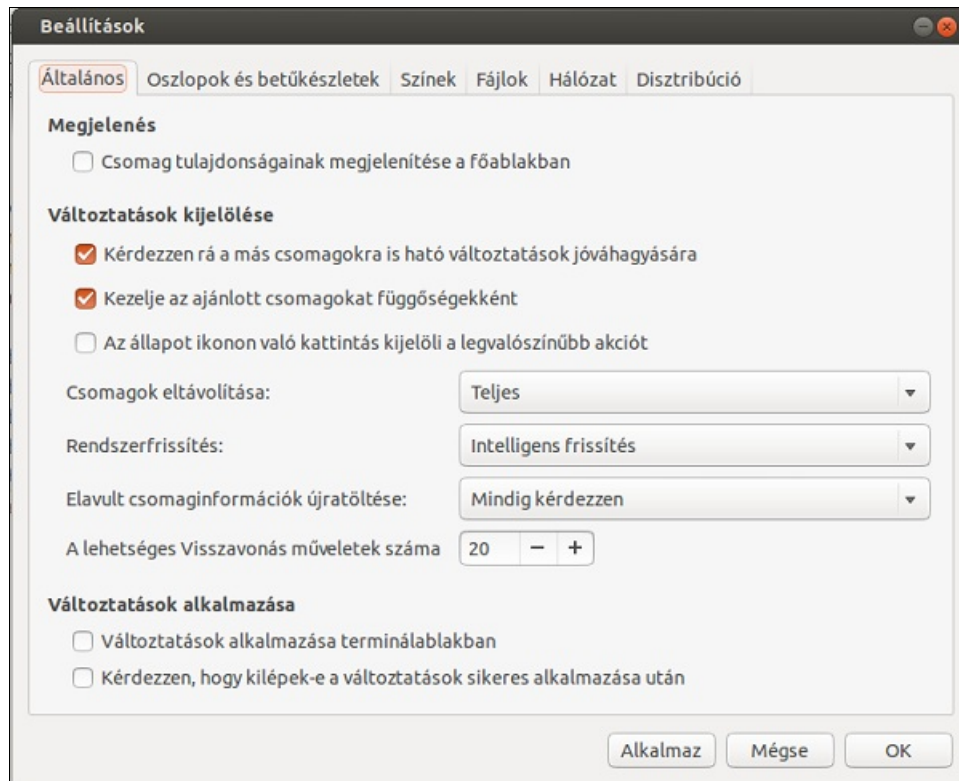 Beállítások
Általános Oszlopok és betűkészletek Színek Fájlok Hálózat Disztribúció
Megjelenés
Csomag tulajdonságainak megjelenítése a főablakban
Változtatások kijelölése
Kérdezzen rá a más csomagokra is ható változtatások jóváhagyására
Kezelje az ajánlott csomagokat függőségekként
Az állapot ikonon való kattintás kijelöli a legvalószínűbb akciót
Csomagok eltávolítása: Teljes
Rendszerfrissítés: Intelligens frissítés
Elavult csomaginformációk újratöltése: Mindig kérdezzen
A lehetséges Visszavonás műveletek száma 20 − +
Változtatások alkalmazása
Változtatások alkalmazása terminálablakban
Kérdezzen, hogy kilépek-e a változtatások sikeres alkalmazása után
Alkalmaz Mégse OK